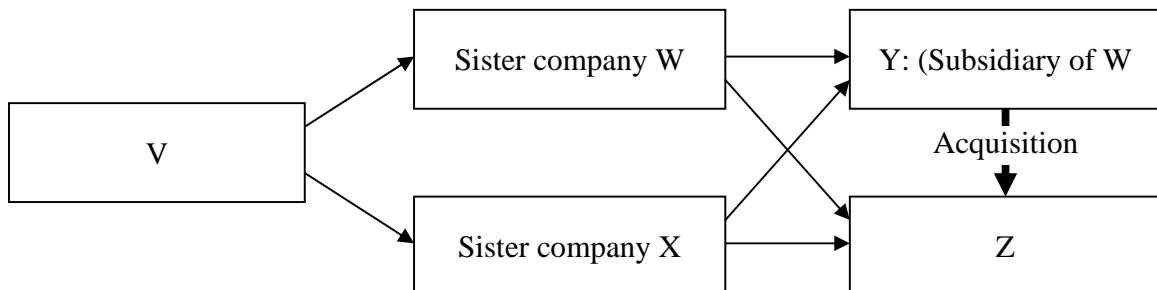 Sister company W
Y: (Subsidiary of W
V
Acquisition
Sister company X
Z